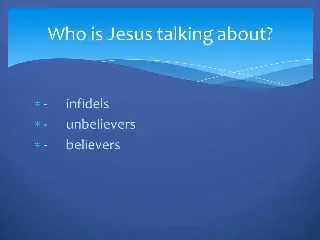 Who is Jesus talking about?
- infidels
- unbelievers
- believers